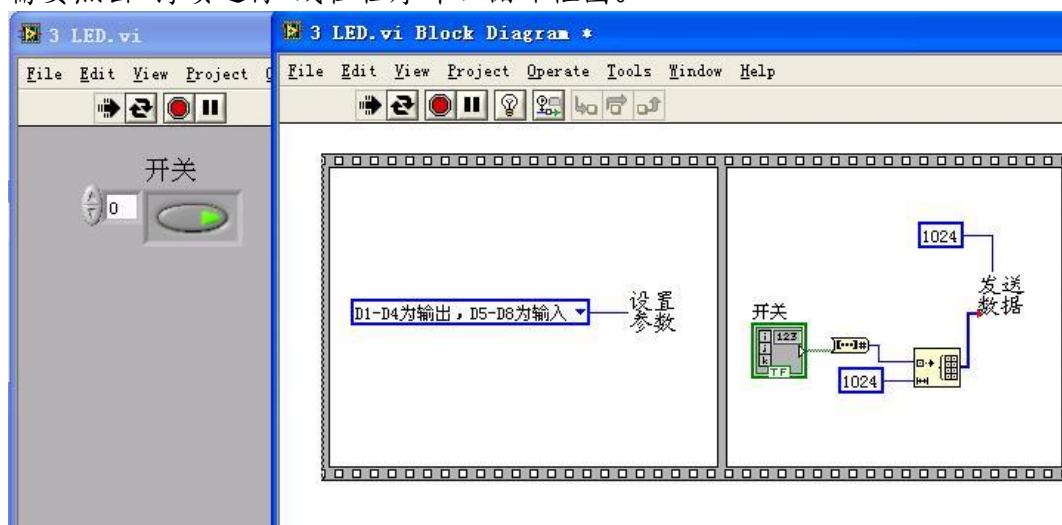 3 LED.vi
3 LED.vi Block Diagram *
File Edit View Project
File Edit View Project Operate Tools Window Help
开关
0
1024
发送
数据
D1-D4为输出，D5-D8为输入
设置
参数
开关
i 123
j
k
TF
1024